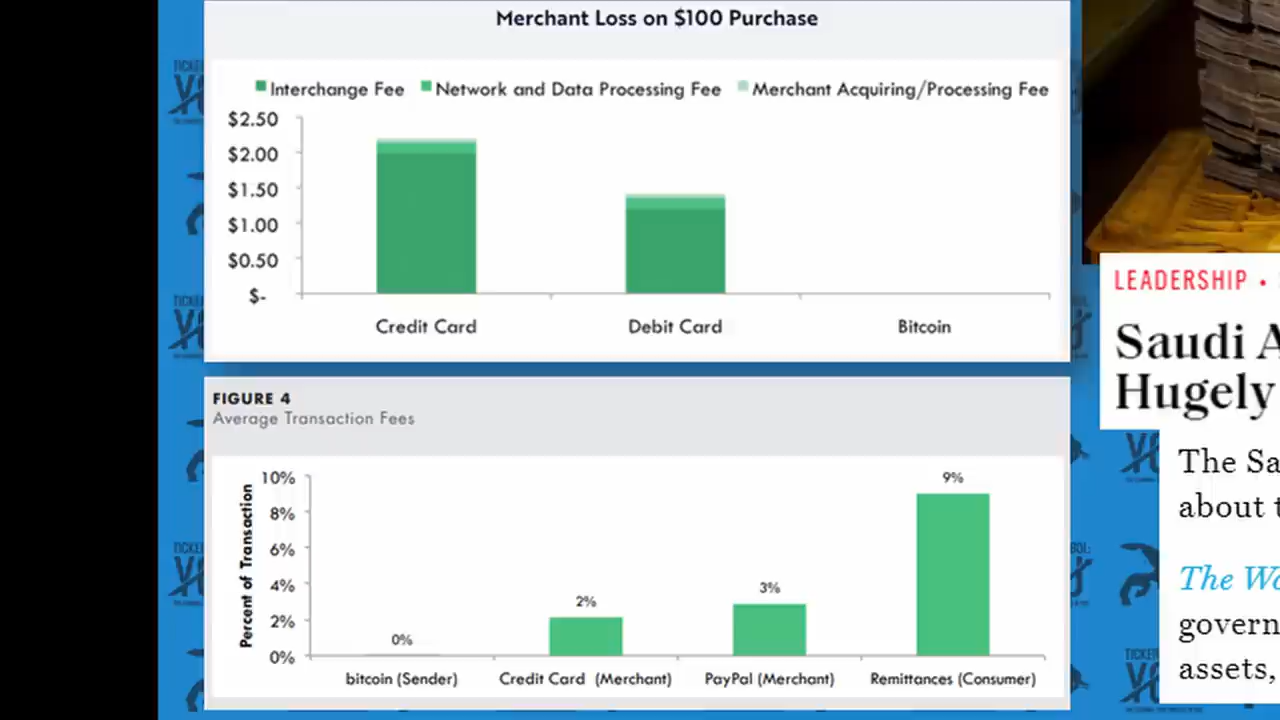 Merchant Loss on $100 Purchase
Interchange Fee Network and Data Processing Fee Merchant Acquiring/Processing Fee
$2.50
$2.00
$1.50
$1.00
$0.50
$-
Credit Card Debit Card Bitcoin
FIGURE 4
Average Transaction Fees
Percent of Transaction
10%
8%
6%
4%
2%
0%
0% 2% 3% 9%
bitcoin (Sender) Credit Card (Merchant) PayPal (Merchant) Remittances (Consumer)
LEADERSHIP •
Saudi A
Hugely
The Sa
about t
The Wa
govern
assets,